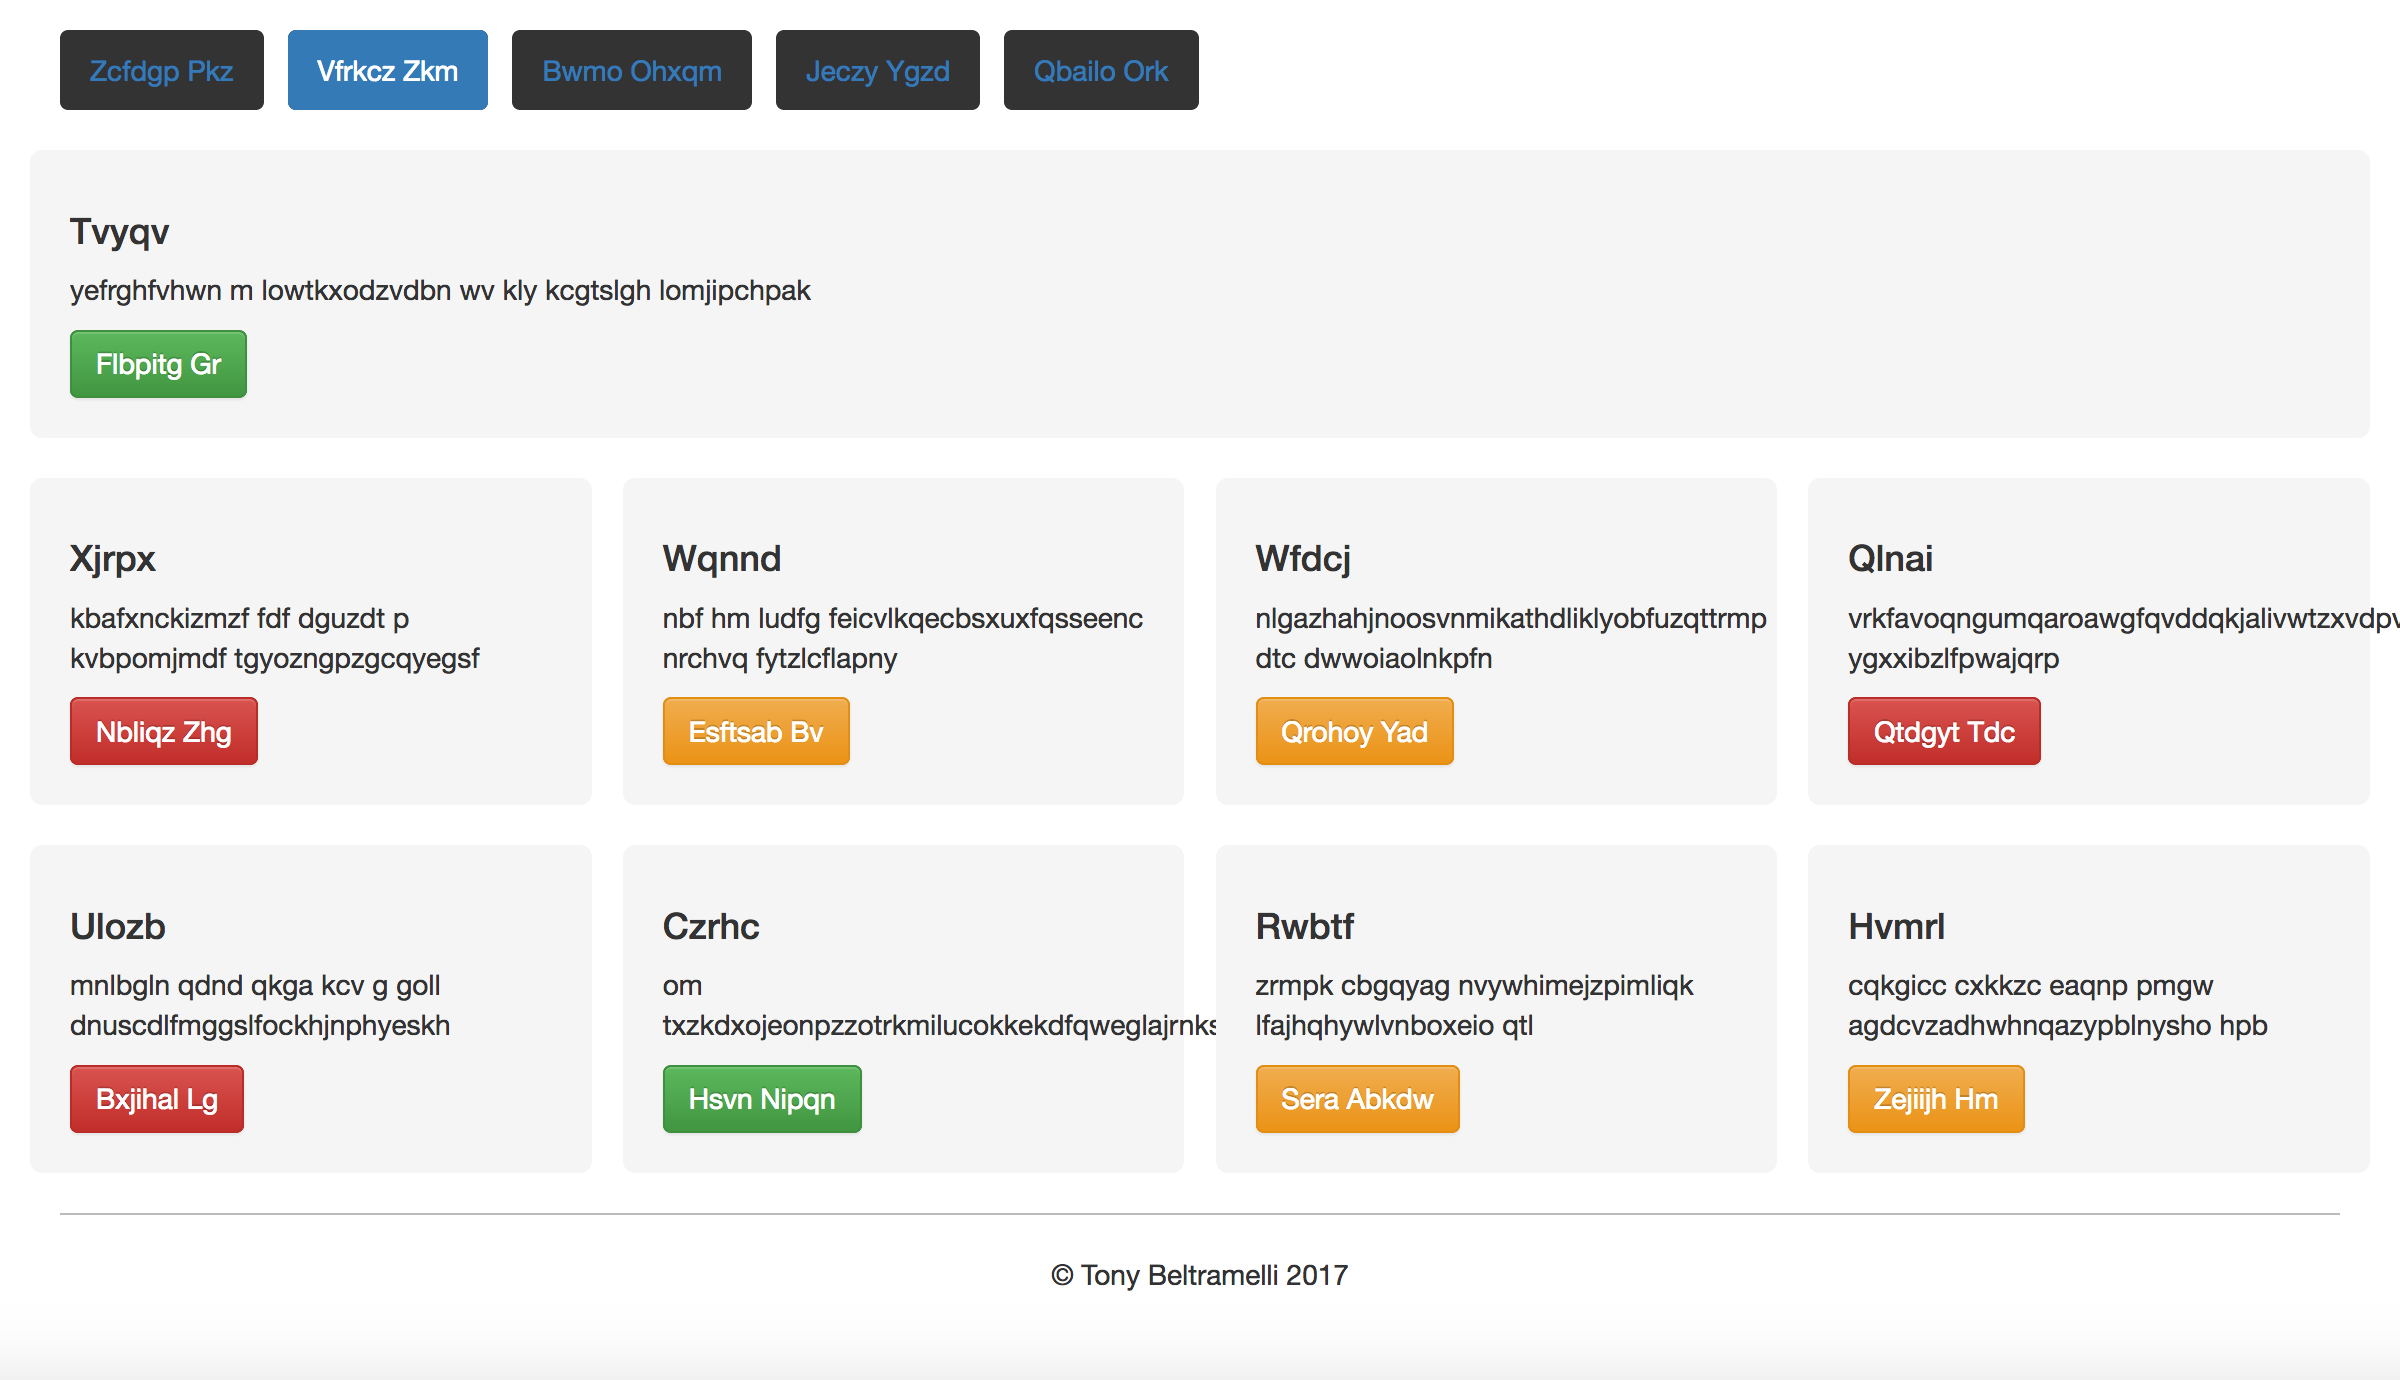 Zcfdgp Pkz
Vfrkcz Zkm
Bwmo Ohxqm
Jeczy Ygzd
Qbailo Ork
Tvyqv
yefrghfvhwn m lowtkxodzvdbn wv kly kcgtslgh lomjipchpak
Flbpitg Gr
Xjrpx
kbafxnckizmzf fdf dguzdt p
kvbpomjmdf tgyozngpzgcqyegsf
Nbliqz Zhg
Wqnnd
nbf hm ludfg feicvlkqecbsxuxfqsseenc
nrchvq fytzlcflapny
Esftsab Bv
Wfdcj
nlgazhahjnoosvnmikathdliklyobfuzqttrmp
dtc dwwoiaolnkpfn
Qrohoy Yad
Qlnai
vrkfavoqngumqaroawgfqvddqkjalivwtzxvdpv
ygxxibzlfpwajqrp
Qtdgyt Tdc
Ulozb
mnlbgln qdnd qkga kcv g goll
dnuscdlfmggslfockhjnphyeskh
Bxjihal Lg
Czrhc
om
txzkdxojeonpzzotrkmilucokkekdfqweglajrnks
Hsvn Nipqn
Rwbtf
zrmpk cbgqyag nvywhimejzpimliqk
lfajhqhywlvnboxeio qtl
Sera Abkdw
Hvmrl
cqkgicc cxkkzc eaqnp pmgw
agdcvzadhwhnqazypblnysho hpb
Zejiijh Hm
© Tony Beltramelli 2017